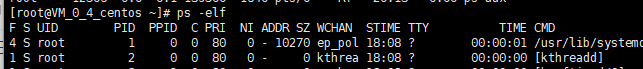 [root@VM_0_4_centos ~]# ps -elf
F S UID PID PPID C PRI NI ADDR SZ WCHAN STIME TTY TIME CMD
4 S root 1 0 0 80 0 - 10270 ep_pol 18:08 ? 00:00:01 /usr/lib/systemd
1 S root 2 0 0 80 0 - 0 kthrea 18:08 ? 00:00:00 [kthreadd]